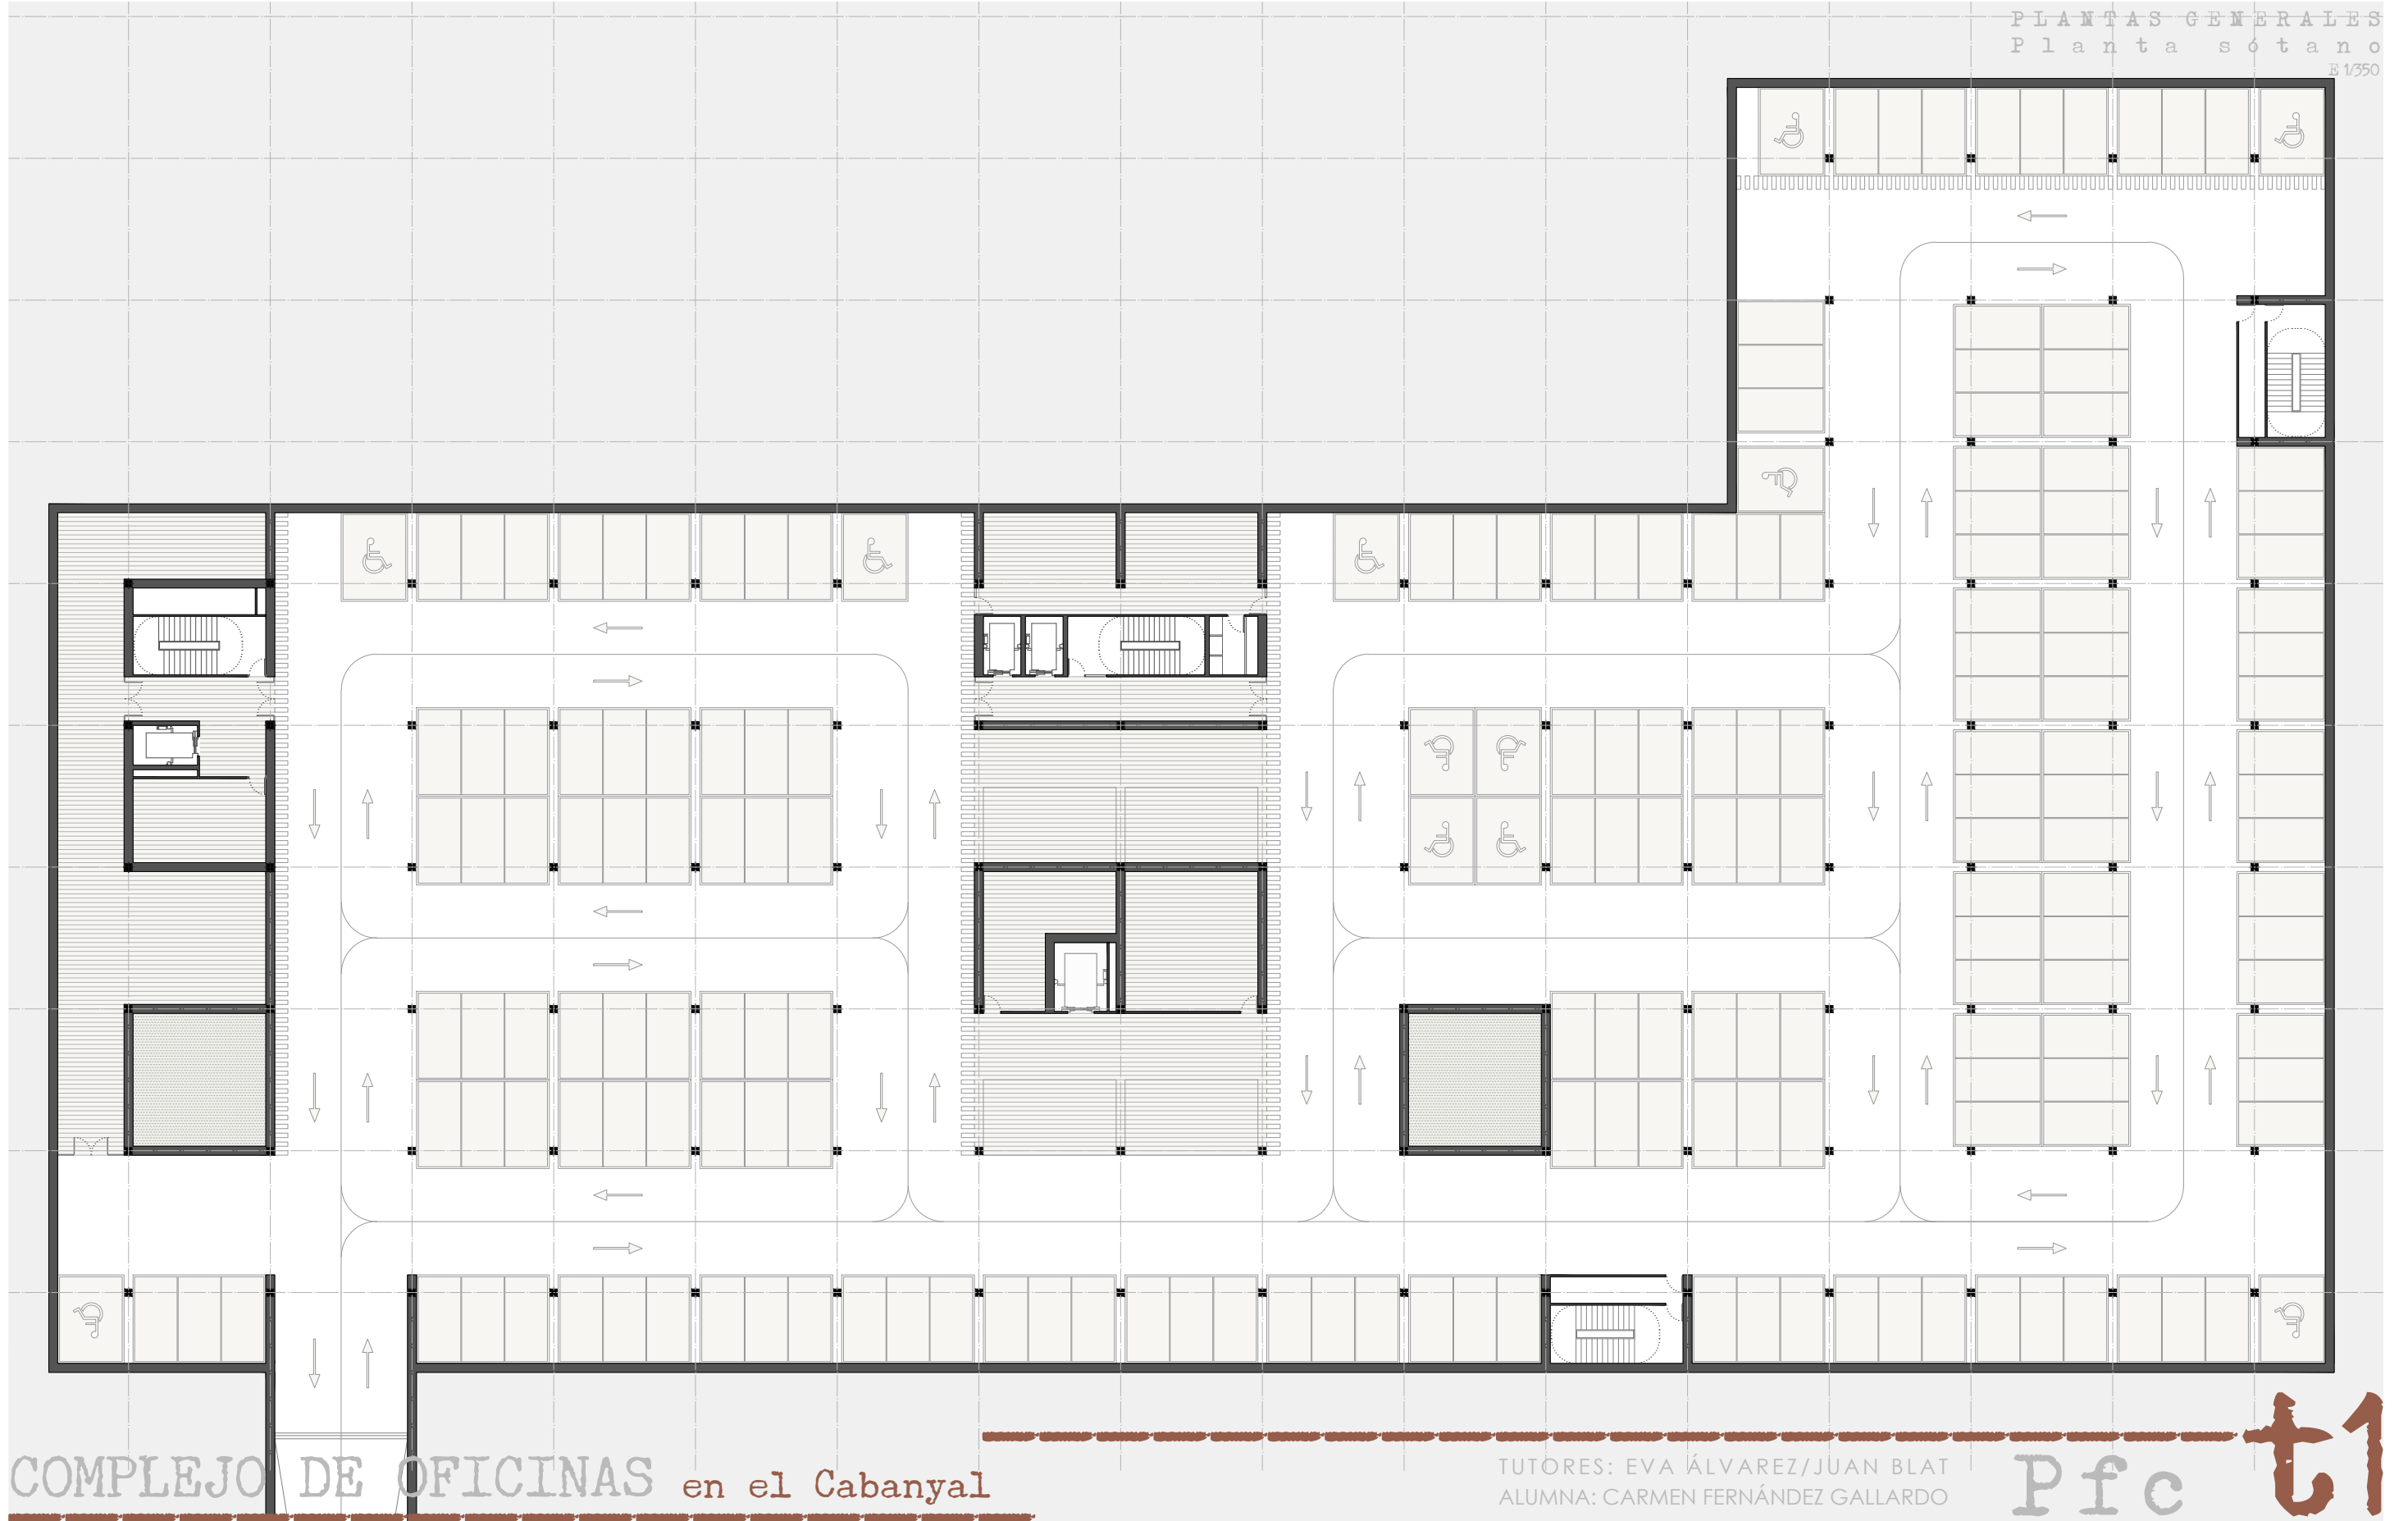 PLANTAS GENERALES
Planta sótano
E 1/350
COMPLEJO DE OFICINAS en el Cabanyal
TUTORES: EVA ÁLVAREZ/JUAN BLAT
ALUMNA: CARMEN FERNÁNDEZ GALLARDO
Pfc
t1